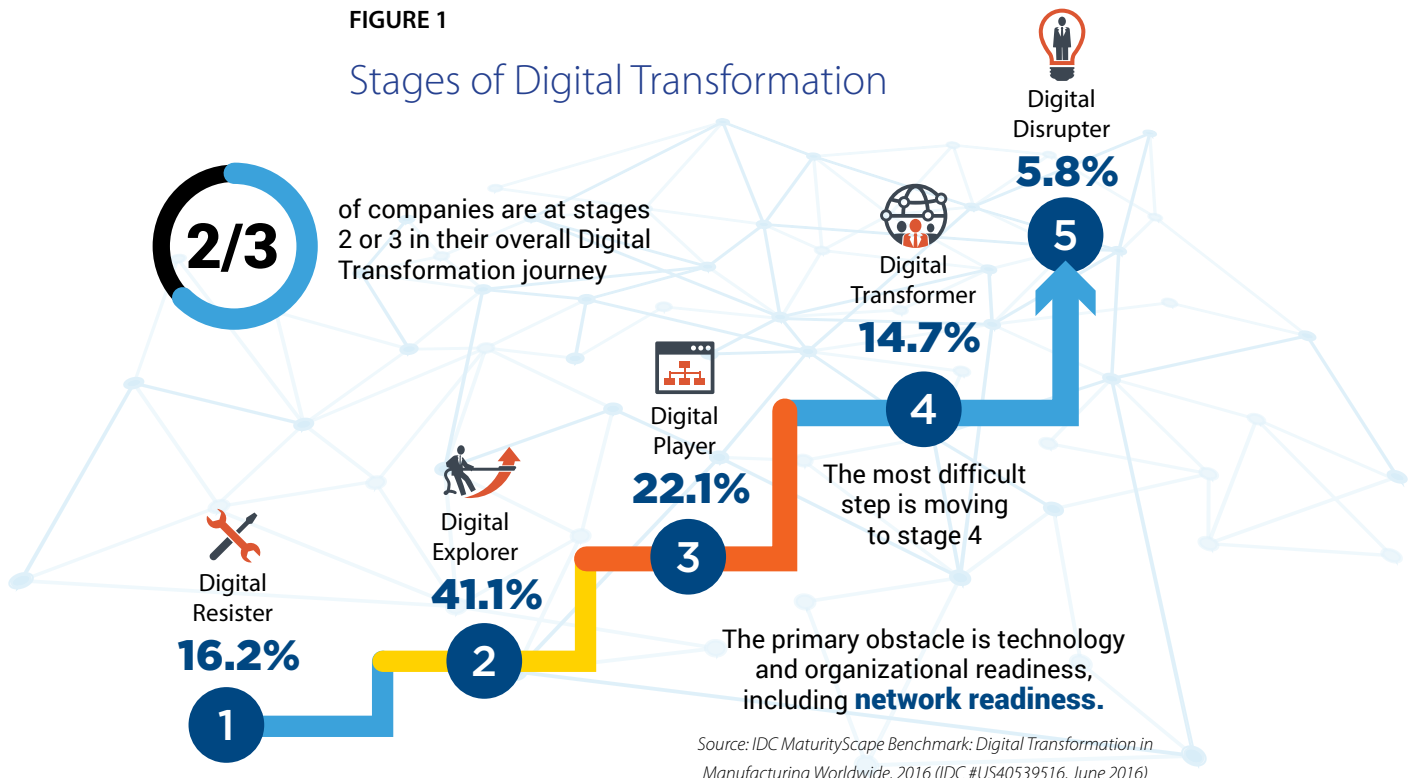 FIGURE 1
Stages of Digital Transformation
2/3
of companies are at stages
2 or 3 in their overall Digital
Transformation journey
Digital
Disrupter
5.8%
5
Digital
Transformer
14.7%
4
The most difficult
step is moving
to stage 4
Digital
Player
22.1%
3
Digital
Explorer
41.1%
2
Digital
Resister
16.2%
1
The primary obstacle is technology
and organizational readiness,
including network readiness.
Source: IDC MaturityScape Benchmark: Digital Transformation in
Manufacturing Worldwide, 2016 (IDC #US40539516, June 2016)